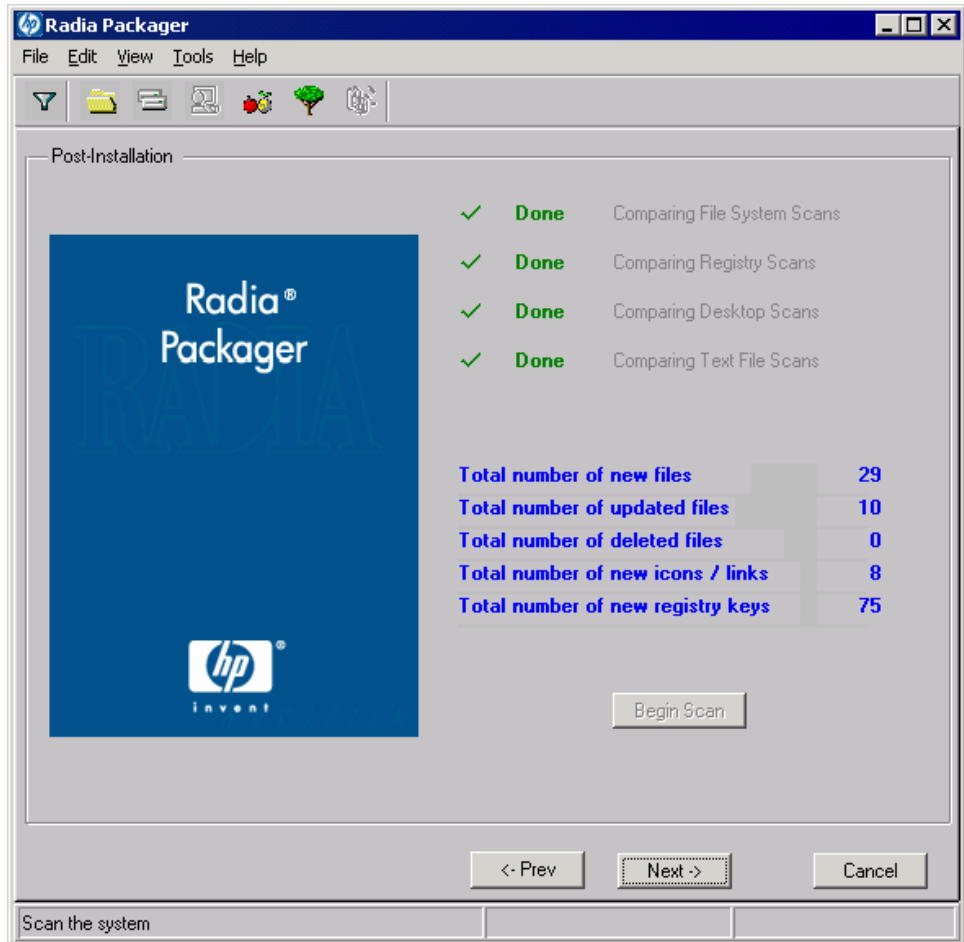 Radia Packager
File Edit View Tools Help
Post-Installation
Done Comparing File System Scans
Done Comparing Registry Scans
Done Comparing Desktop Scans
Done Comparing Text File Scans
Radia®
Packager
RADIA
Total number of new files 29
Total number of updated files 10
Total number of deleted files 0
Total number of new icons / links 8
Total number of new registry keys 75
hp®
invent
Begin Scan
<- Prev
Next ->
Cancel
Scan the system